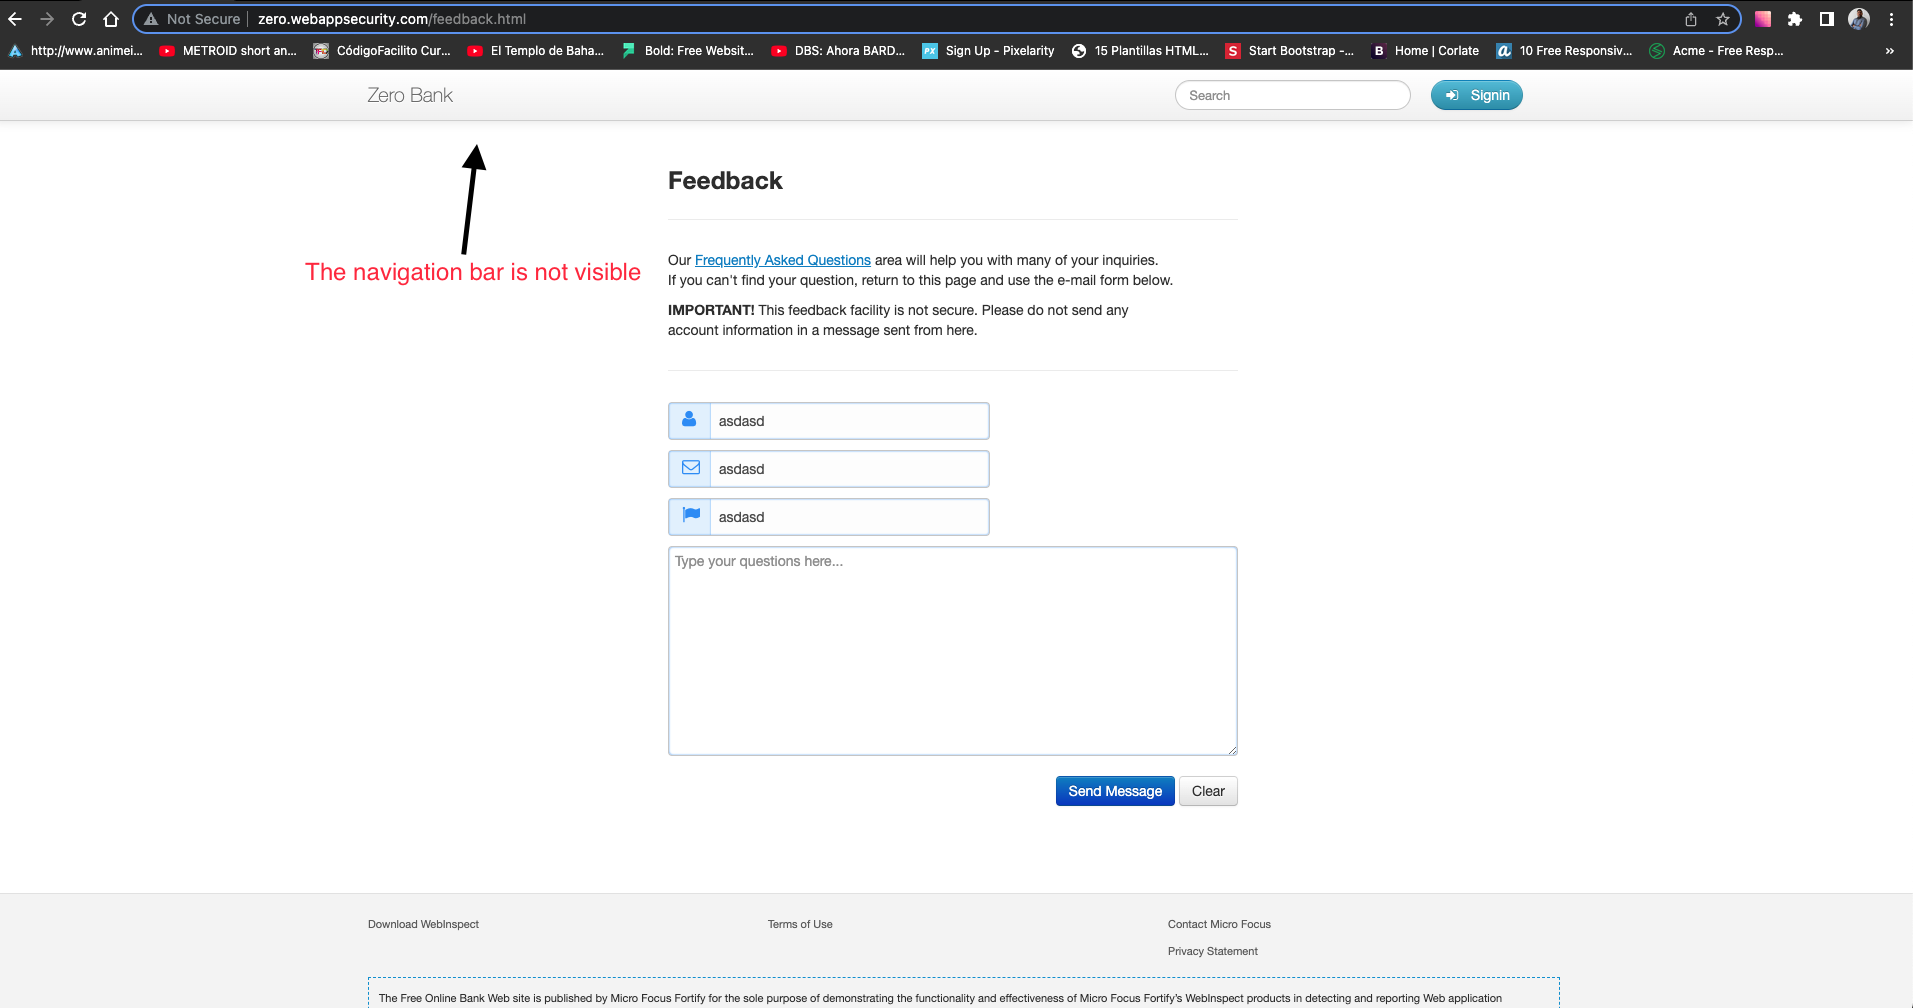 Not Secure zero.webappsecurity.com/feedback.html
http://www.animei... METROID short an... CódigoFacilito Cur... El Templo de Baha... Bold: Free Websit... DBS: Ahora BARD... PX Sign Up - Pixelarity 15 Plantillas HTML... S Start Bootstrap -... B Home | Corlate a 10 Free Responsiv... Acme - Free Resp... »
Zero Bank Search Signin
Feedback
The navigation bar is not visible
Our Frequently Asked Questions area will help you with many of your inquiries.
If you can't find your question, return to this page and use the e-mail form below.
IMPORTANT! This feedback facility is not secure. Please do not send any
account information in a message sent from here.
asdasd
asdasd
asdasd
Type your questions here...
Send Message Clear
Download WebInspect Terms of Use Contact Micro Focus
Privacy Statement
The Free Online Bank Web site is published by Micro Focus Fortify for the sole purpose of demonstrating the functionality and effectiveness of Micro Focus Fortify's WebInspect products in detecting and reporting Web application